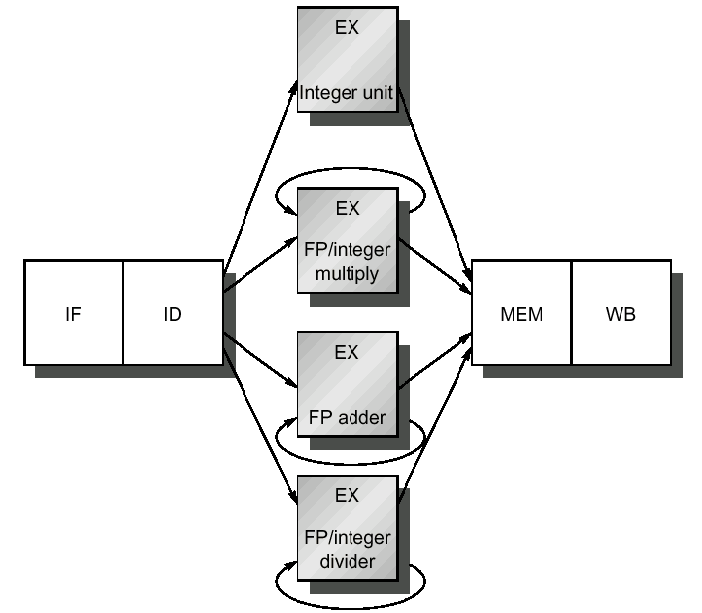 EX
Integer unit
EX
FP/integer
multiply
IF
ID
MEM
WB
EX
FP adder
EX
FP/integer
divider